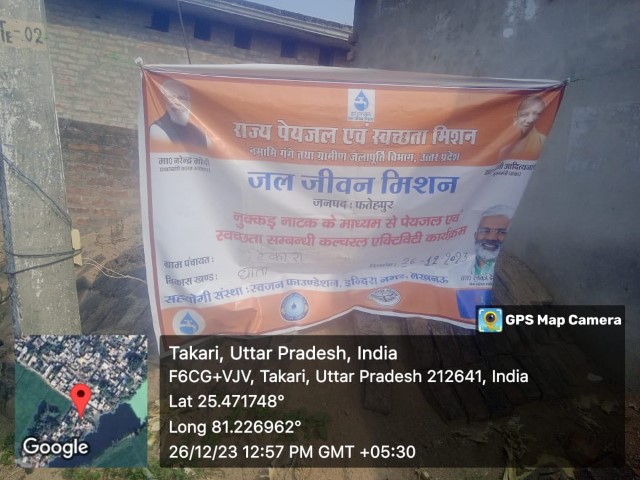 TE-02
राज्य पेयजल एवं स्वच्छता मिशन
नमामि गंगे तथा ग्रामीण जलापूर्ति विभाग, उत्तर प्रदेश
जल जीवन मिशन
जनपद : फतेहपुर
नुक्कड़ नाटक के माध्यम से पेयजल एवं
स्वच्छता सम्बन्धी कल्चरल एक्टिविटी कार्यक्रम
ग्राम पंचायत :
विकास खण्ड :
सहयोगी संस्था : स्वजन फ़ाउण्डेशन, इन्दिरा नगर, लखनऊ
GPS Map Camera
Takari, Uttar Pradesh, India
F6CG+VJV, Takari, Uttar Pradesh 212641, India
Lat 25.471748°
Long 81.226962°
26/12/23 12:57 PM GMT +05:30
Google